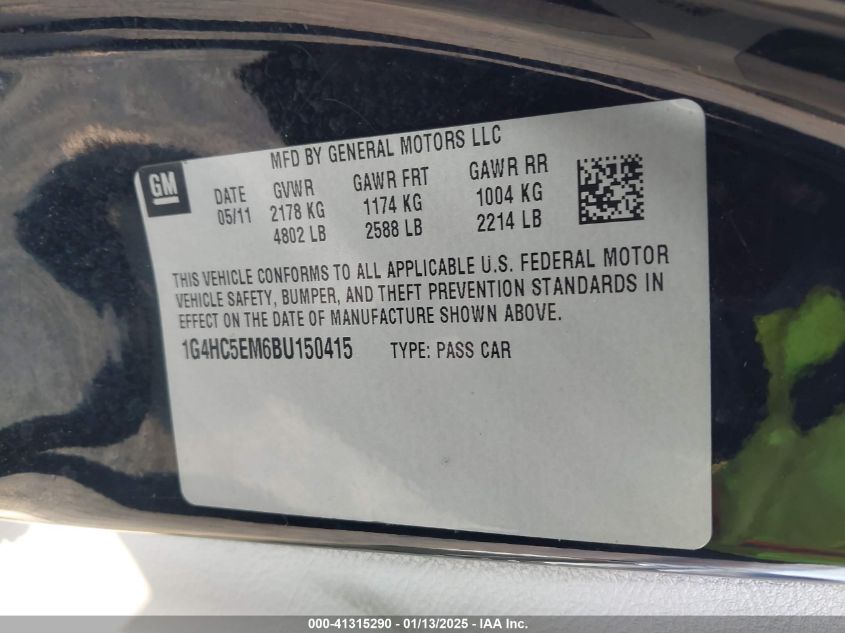 MFD BY GENERAL MOTORS LLC
GM
DATE GVWR GAWR FRT GAWR RR
05/11 2178 KG 1174 KG 1004 KG
4802 LB 2588 LB 2214 LB
THIS VEHICLE CONFORMS TO ALL APPLICABLE U.S. FEDERAL MOTOR
VEHICLE SAFETY, BUMPER, AND THEFT PREVENTION STANDARDS IN
EFFECT ON THE DATE OF MANUFACTURE SHOWN ABOVE.
1G4HC5EM6BU150415 TYPE: PASS CAR
000-41315290 - 01/13/2025 - IAA Inc.